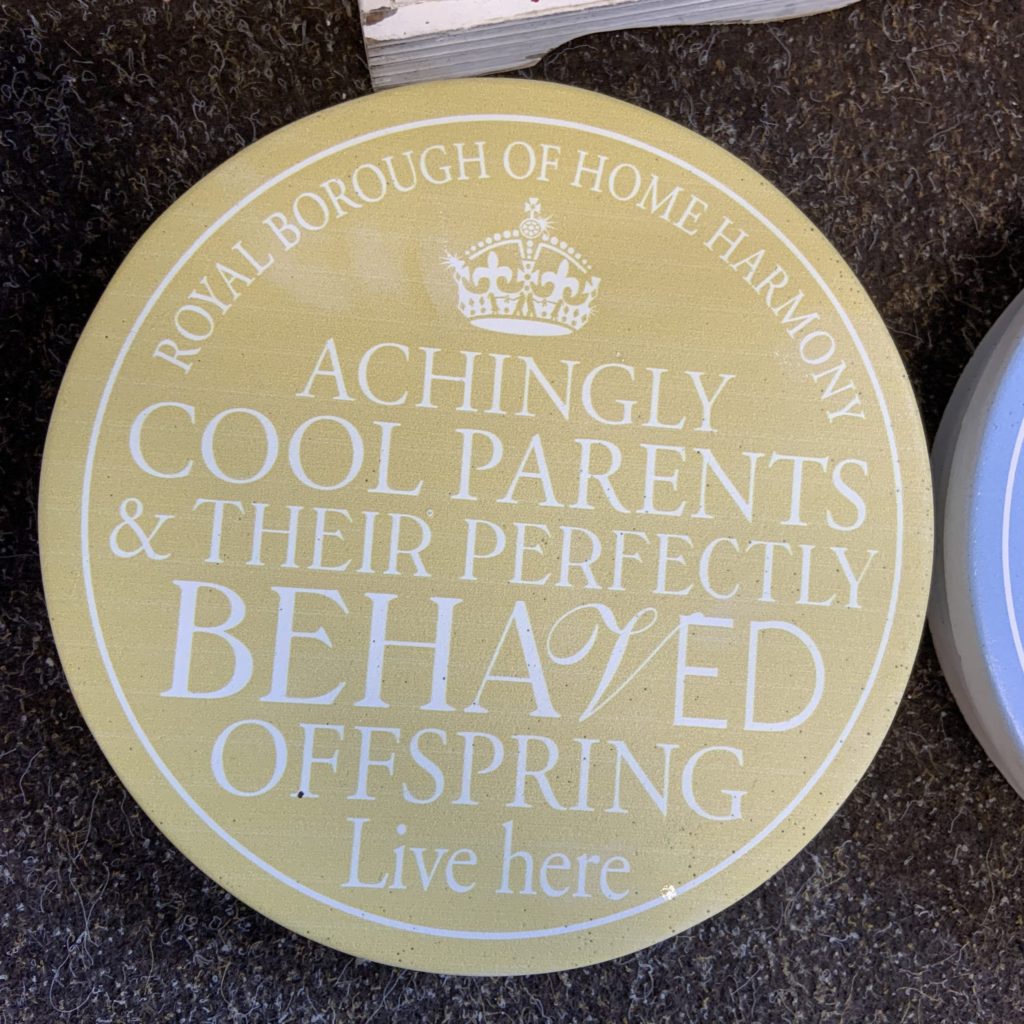 ROYAL BOROUGH OF HOME HARMONY
ACHINGLY
COOL PARENTS
& THEIR PERFECTLY
BEHAVED
OFFSPRING
Live here